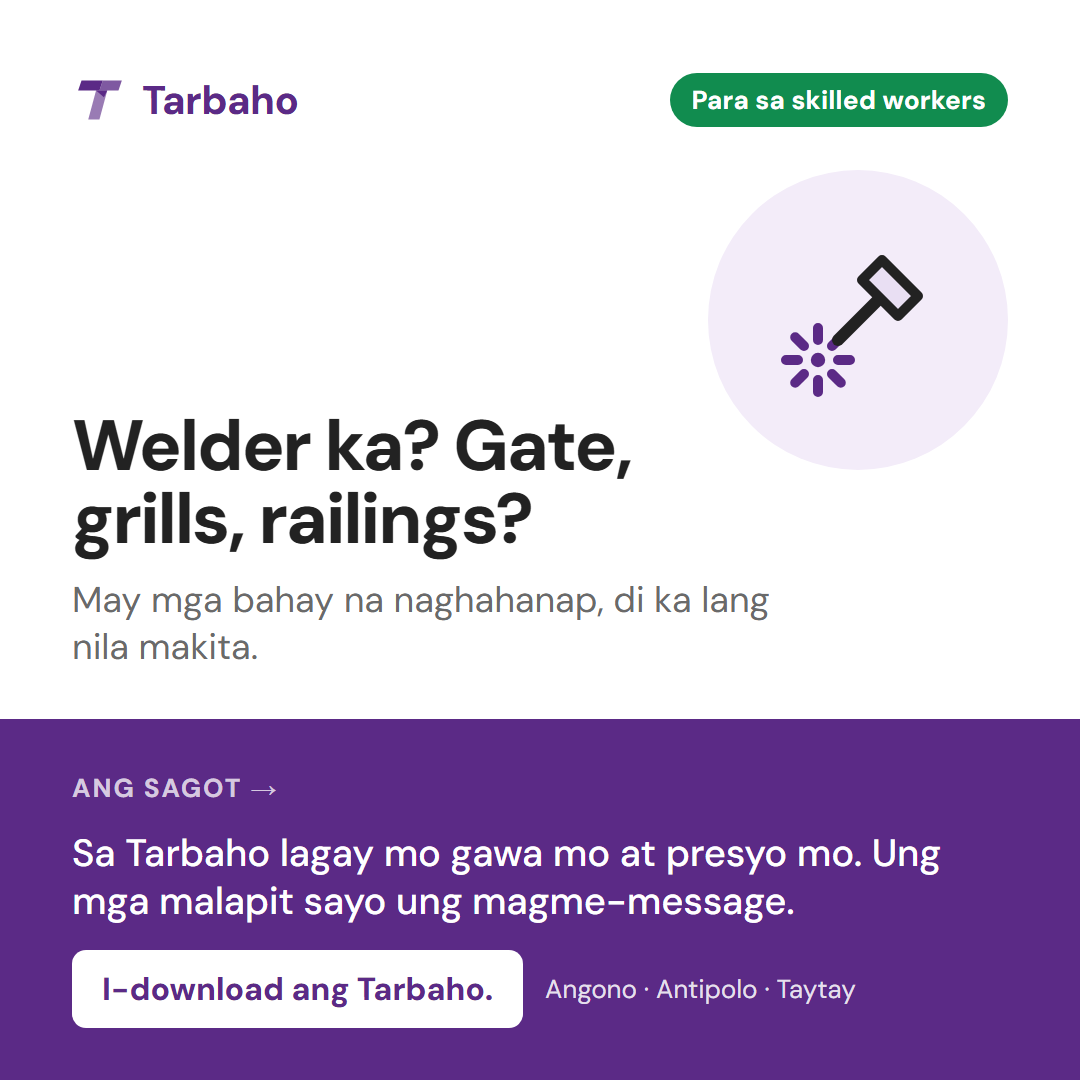 Tarbaho
Para sa skilled workers
Welder ka? Gate,
grills, railings?
May mga bahay na naghahanap, di ka lang
nila makita.
ANG SAGOT →
Sa Tarbaho lagay mo gawa mo at presyo mo. Ung
mga malapit sayo ung magme-message.
I-download ang Tarbaho.
Angono · Antipolo · Taytay